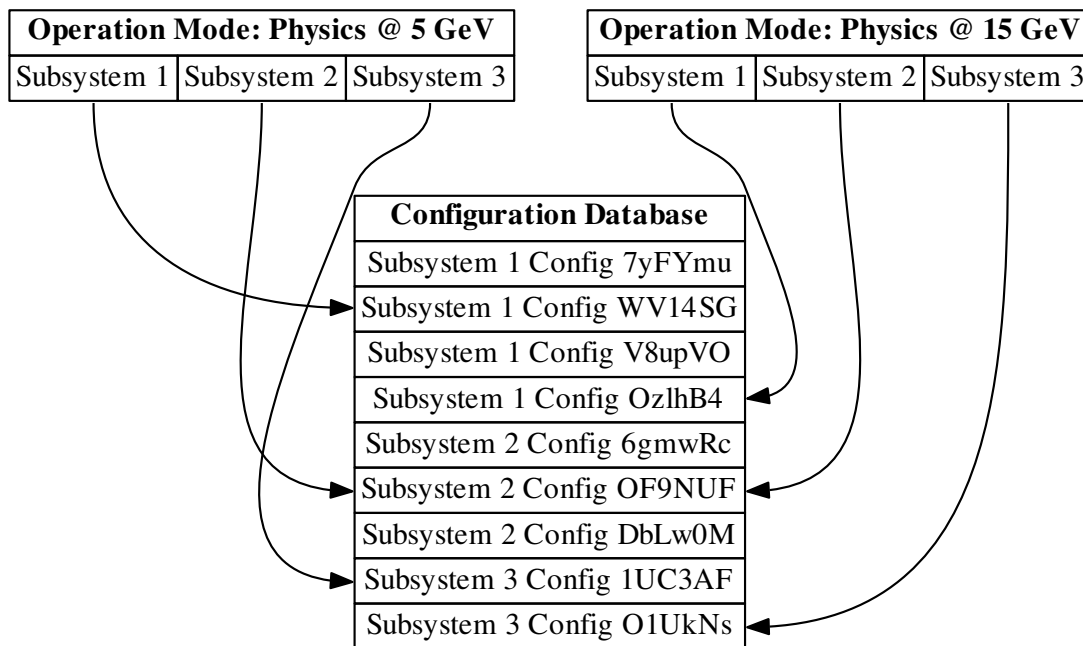 Operation Mode: Physics @ 5 GeV
Subsystem 1 Subsystem 2 Subsystem 3
Operation Mode: Physics @ 15 GeV
Subsystem 1 Subsystem 2 Subsystem 3
Configuration Database
Subsystem 1 Config 7yFYmu
Subsystem 1 Config WV14SG
Subsystem 1 Config V8upVO
Subsystem 1 Config OzlhB4
Subsystem 2 Config 6gmwRc
Subsystem 2 Config OF9NUF
Subsystem 2 Config DbLw0M
Subsystem 3 Config 1UC3AF
Subsystem 3 Config O1UkNs